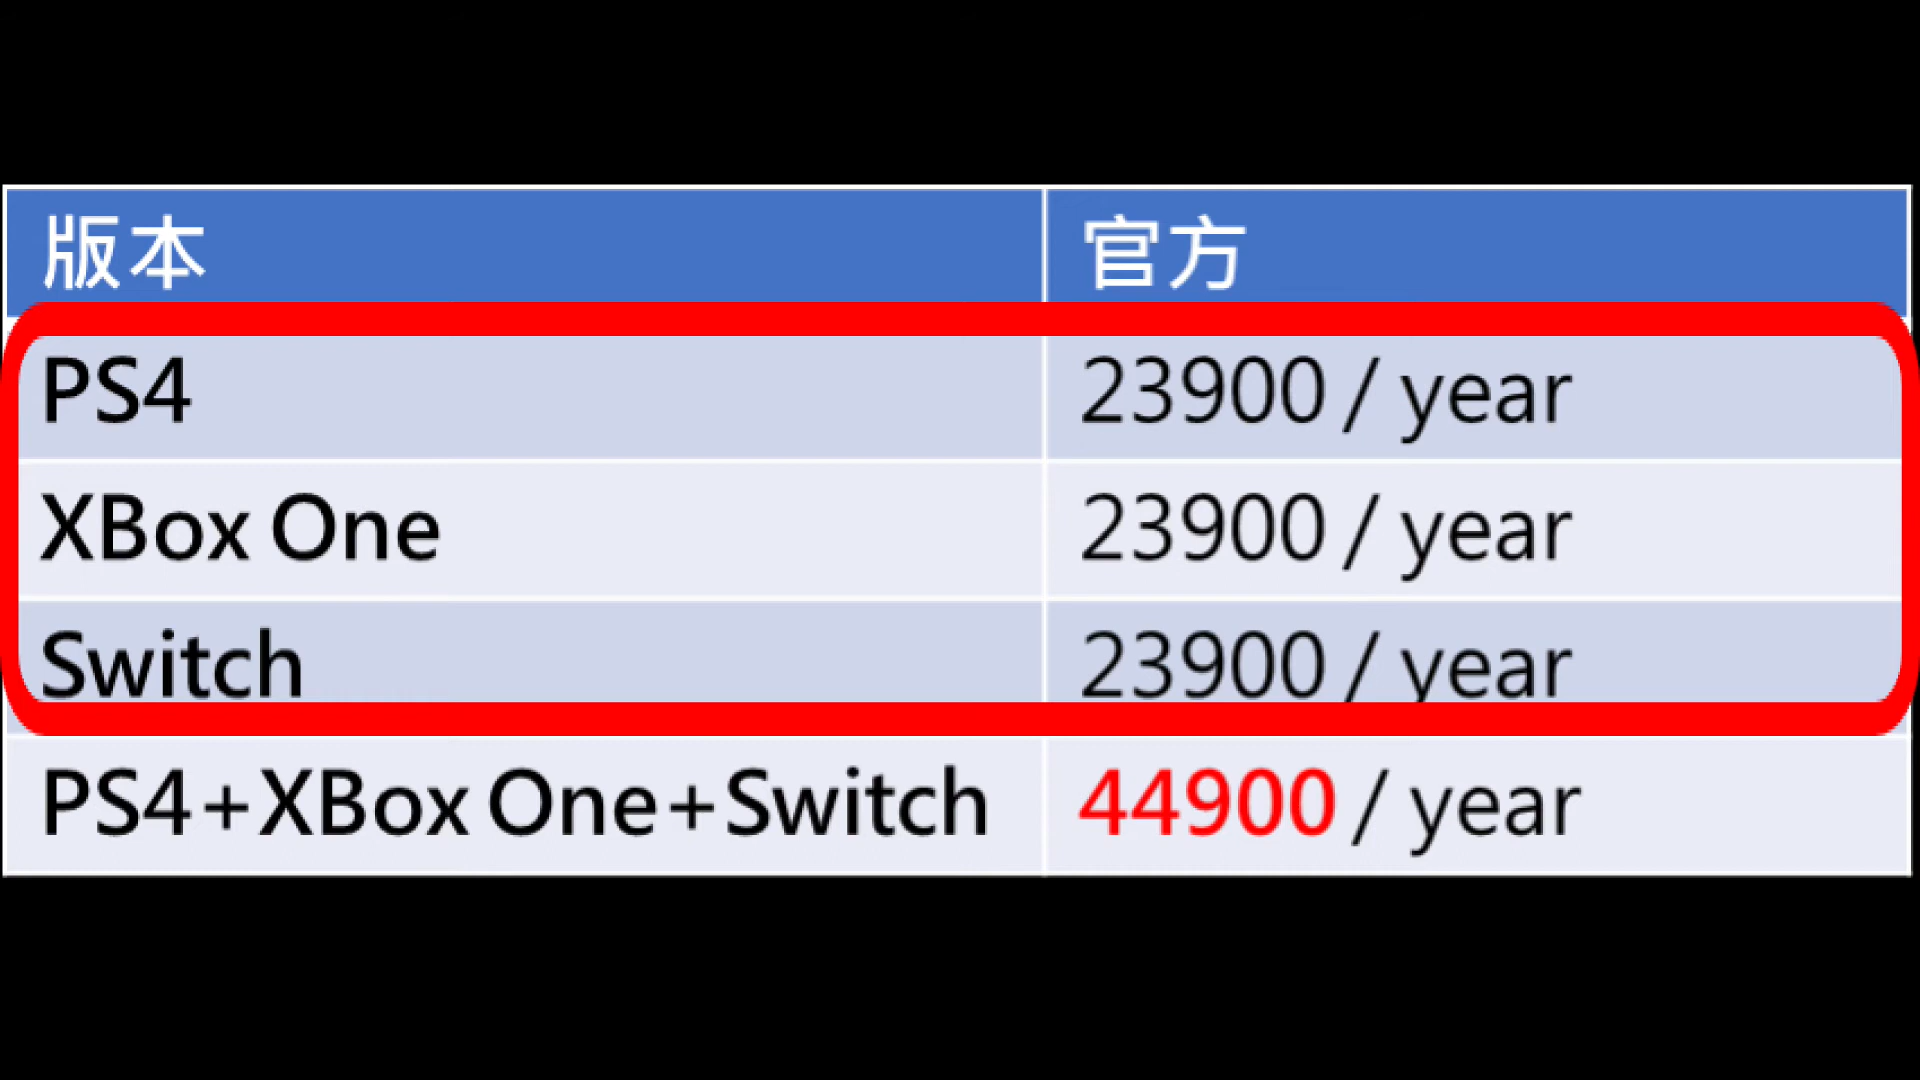 版本 官方
PS4 23900 / year
XBox One 23900 / year
Switch 23900 / year
PS4+XBox One+Switch 44900 / year